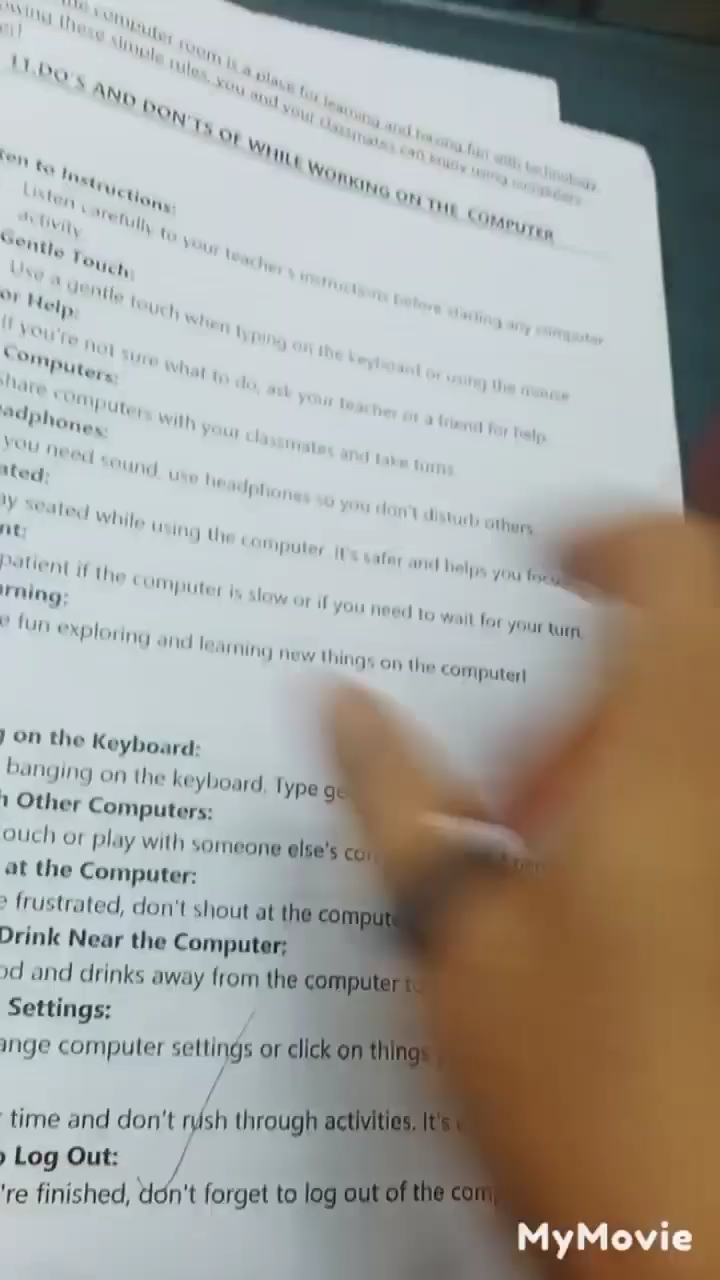 the computer room is a place for learning and having fun with technology.
owing these simple rules, you and your classmates can enjoy using computers
er!
11.DO'S AND DON'TS OF WHILE WORKING ON THE COMPUTER
ten to Instructions:
Listen carefully to your teacher's instructions before starting any computer
activity.
Gentle Touch:
Use a gentle touch when typing on the keyboard or using the mouse
or Help:
If you're not sure what to do, ask your teacher or a friend for help.
Computers:
share computers with your classmates and take turns.
adphones:
you need sound, use headphones so you don't disturb others.
ated:
ay seated while using the computer. it's safer and helps you focu
nt:
patient if the computer is slow or if you need to wait for your turn.
arning:
e fun exploring and learning new things on the computer!
g on the Keyboard:
banging on the keyboard. Type ge
h Other Computers:
ouch or play with someone else's co
at the Computer:
e frustrated, don't shout at the compute
Drink Near the Computer:
od and drinks away from the computer to
Settings:
ange computer settings or click on things
time and don't rush through activities. It's
o Log Out:
're finished, don't forget to log out of the com
MyMovie